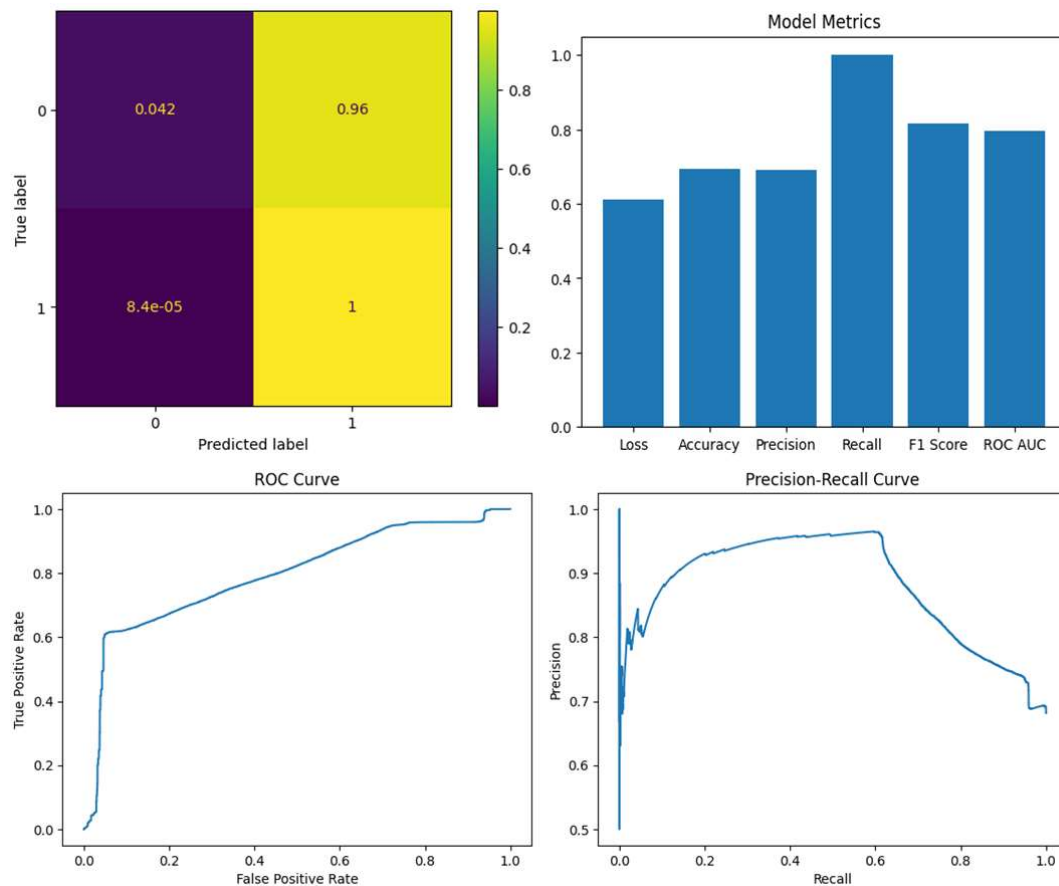 0
0.042
0.96
1
8.4e-05
1
True label
0
1
Predicted label
0.8
0.6
0.4
0.2
Model Metrics
1.0
0.8
0.6
0.4
0.2
0.0
Loss Accuracy Precision Recall F1 Score ROC AUC
ROC Curve
1.0
0.8
0.6
0.4
0.2
0.0
True Positive Rate
0.0 0.2 0.4 0.6 0.8 1.0
False Positive Rate
Precision-Recall Curve
1.0
0.9
0.8
0.7
0.6
0.5
Precision
0.0 0.2 0.4 0.6 0.8 1.0
Recall